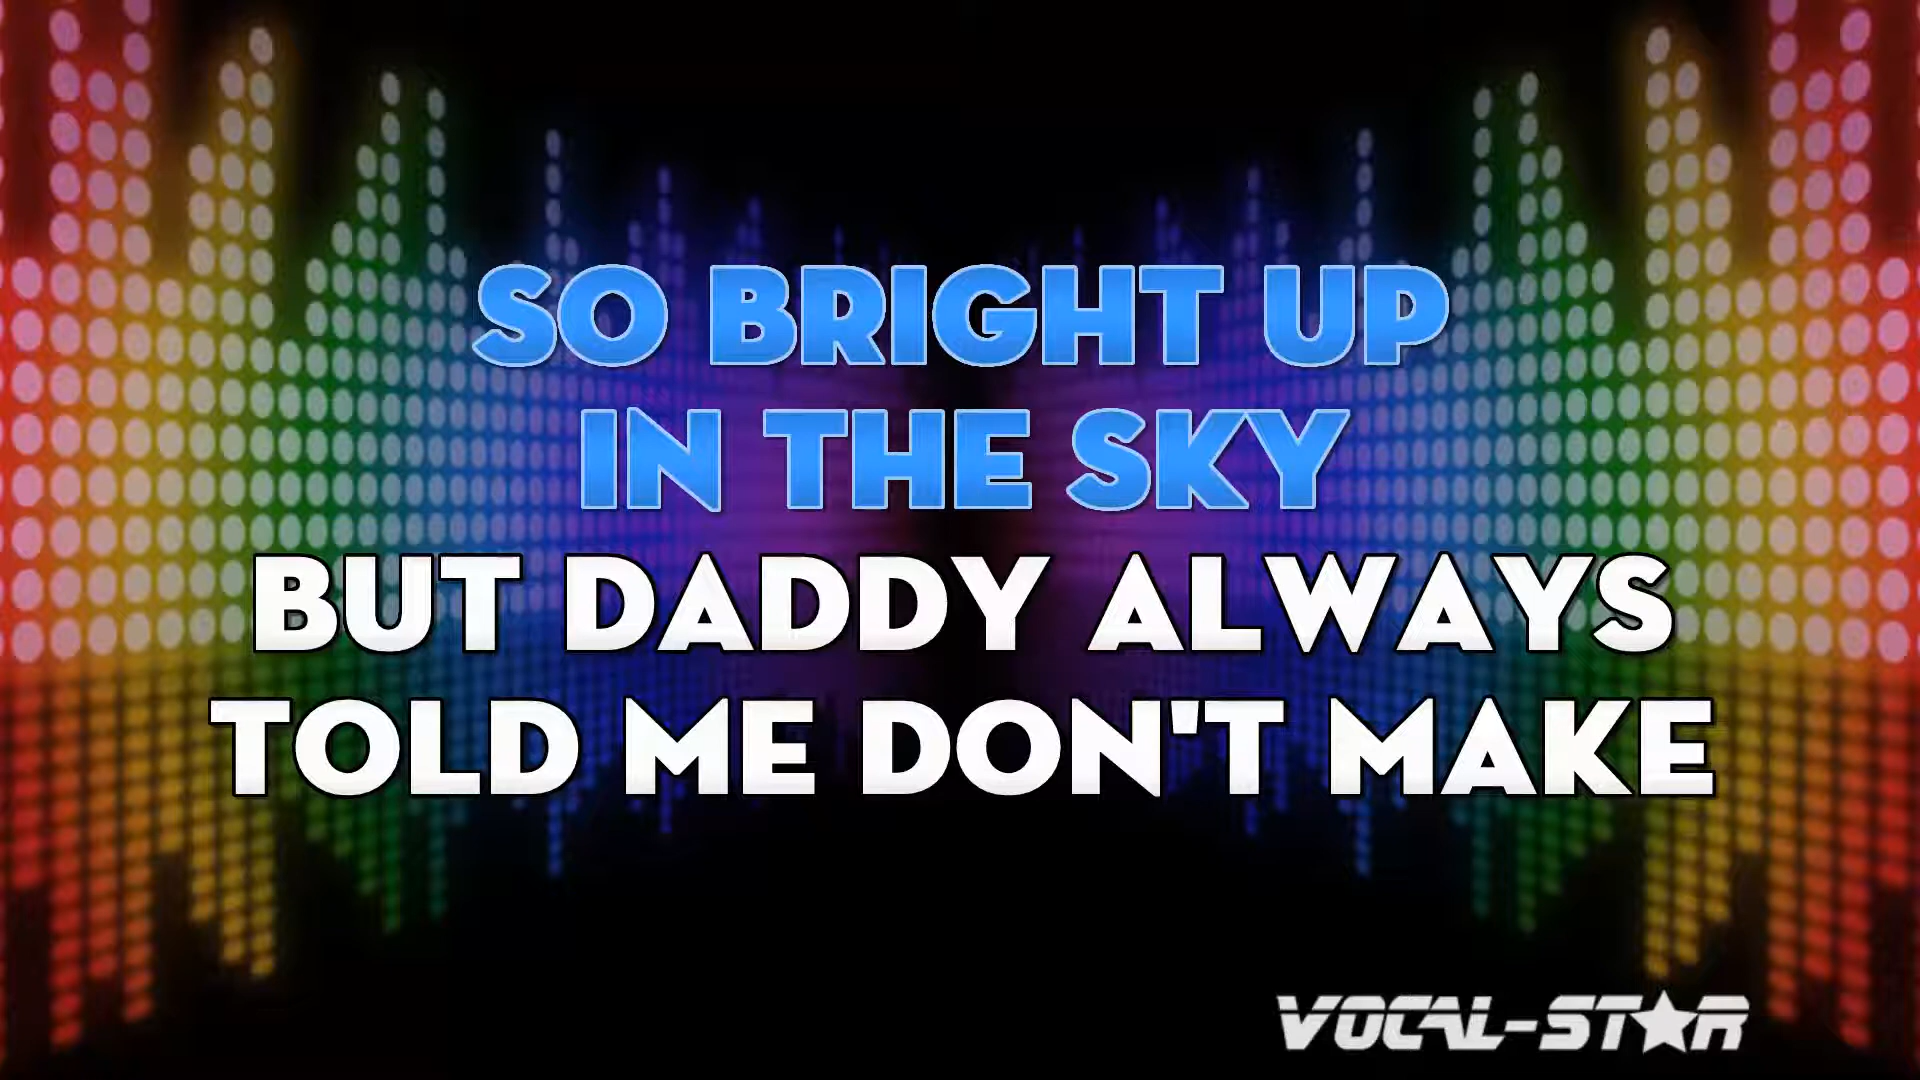 SO BRIGHT UP
IN THE SKY
BUT DADDY ALWAYS
TOLD ME DON'T MAKE
VOCAL-STAR